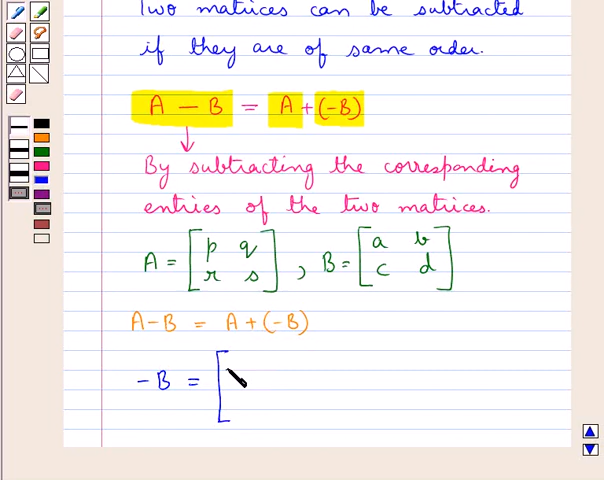 Two matrices can be subtracted
if they are of same order.
A − B = A + (-B)
By subtracting the corresponding
entries of the two matrices.
A = [p q r s], B = [a b c d]
A-B = A+(-B)
-B = [